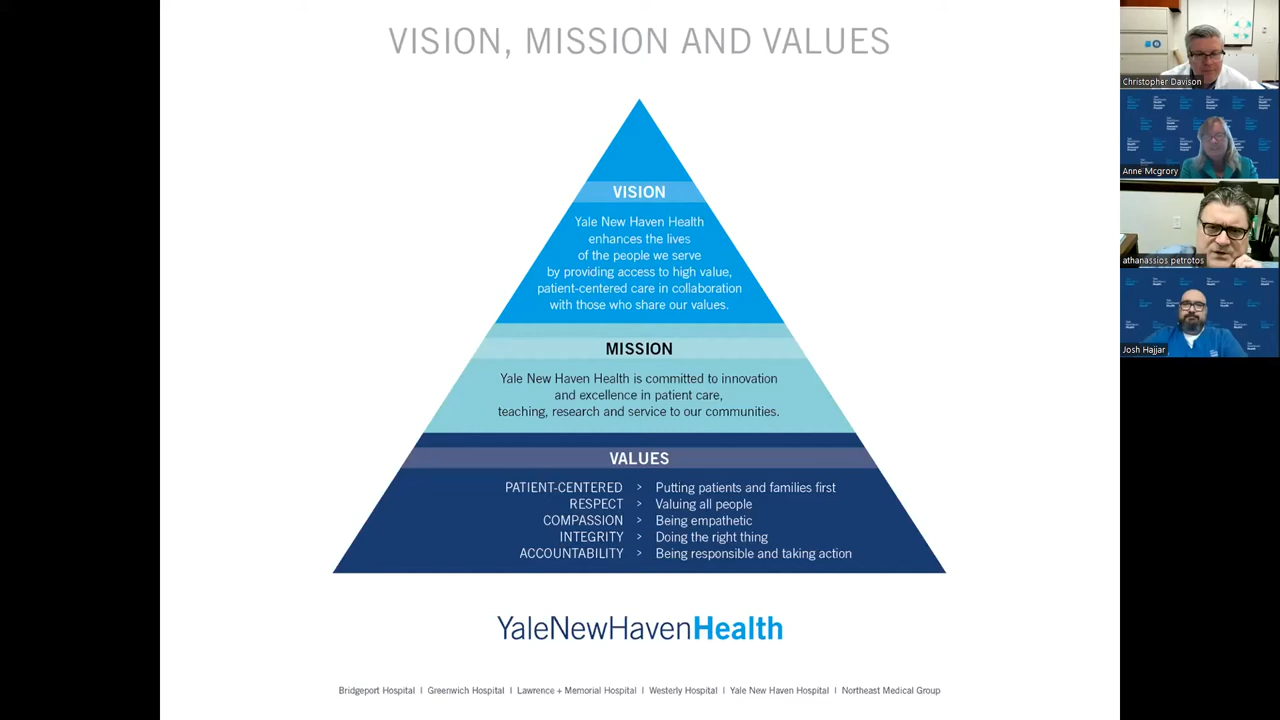 VISION, MISSION AND VALUES
VISION
Yale New Haven Health
enhances the lives
of the people we serve
by providing access to high value,
patient-centered care in collaboration
with those who share our values.
MISSION
Yale New Haven Health is committed to innovation
and excellence in patient care,
teaching, research and service to our communities.
VALUES
PATIENT-CENTERED > Putting patients and families first
RESPECT > Valuing all people
COMPASSION > Being empathetic
INTEGRITY > Doing the right thing
ACCOUNTABILITY > Being responsible and taking action
YaleNewHavenHealth
Bridgeport Hospital | Greenwich Hospital | Lawrence + Memorial Hospital | Westerly Hospital | Yale New Haven Hospital | Northeast Medical Group
Christopher Davison
Anne Mcgrory
athanassios petrotos
Josh Hajjar